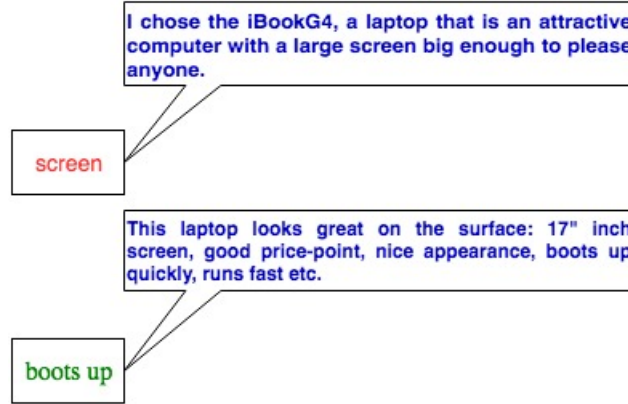 I chose the iBookG4, a laptop that is an attractive
computer with a large screen big enough to please
anyone.
screen
This laptop looks great on the surface: 17" inch
screen, good price-point, nice appearance, boots up
quickly, runs fast etc.
boots up